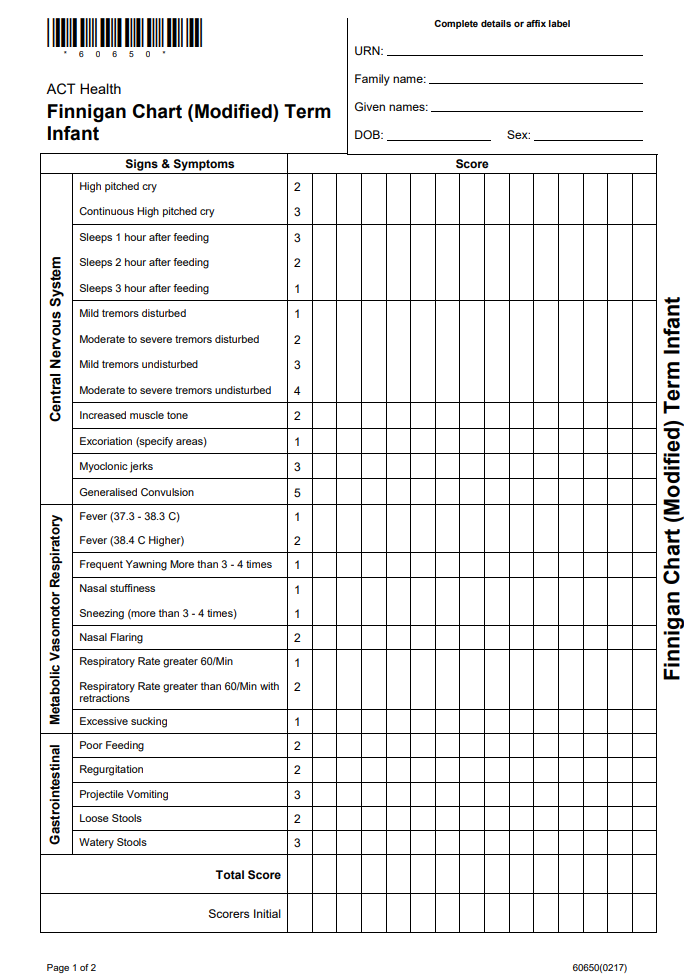 * 6 0 6 5 0 *
ACT Health
Finnigan Chart (Modified) Term
Infant
Complete details or affix label
URN:
Family name:
Given names:
DOB: Sex:
Signs & Symptoms Score
Central Nervous System
High pitched cry 2
Continuous High pitched cry 3
Sleeps 1 hour after feeding 3
Sleeps 2 hour after feeding 2
Sleeps 3 hour after feeding 1
Mild tremors disturbed 1
Moderate to severe tremors disturbed 2
Mild tremors undisturbed 3
Moderate to severe tremors undisturbed 4
Increased muscle tone 2
Excoriation (specify areas) 1
Myoclonic jerks 3
Generalised Convulsion 5
Metabolic Vasomotor Respiratory
Fever (37.3 - 38.3 C) 1
Fever (38.4 C Higher) 2
Frequent Yawning More than 3 - 4 times 1
Nasal stuffiness 1
Sneezing (more than 3 - 4 times) 1
Nasal Flaring 2
Respiratory Rate greater 60/Min 1
Respiratory Rate greater than 60/Min with 2
retractions
Excessive sucking 1
Gastrointestinal
Poor Feeding 2
Regurgitation 2
Projectile Vomiting 3
Loose Stools 2
Watery Stools 3
Total Score
Scorers Initial
Finnigan Chart (Modified) Term Infant
Page 1 of 2 60650(0217)